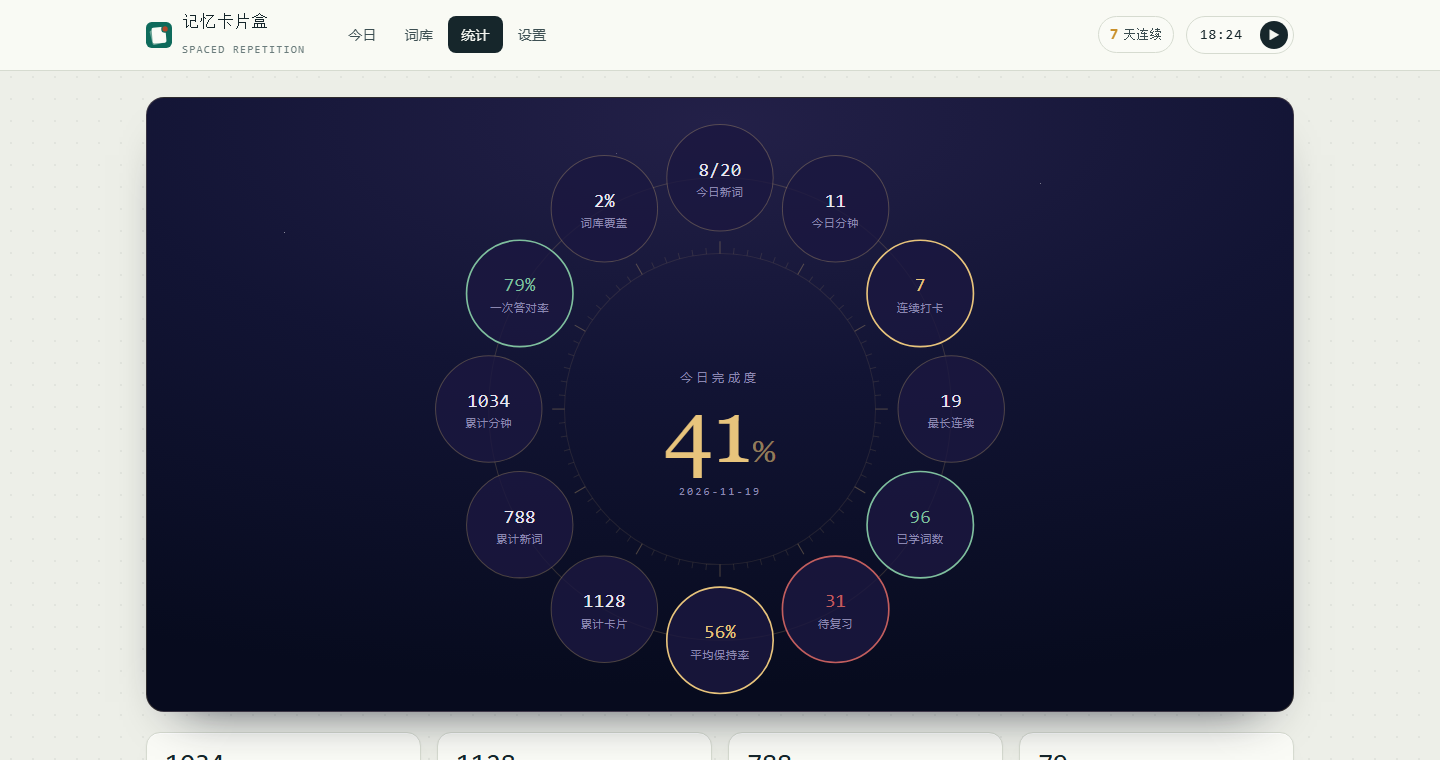 记忆卡片盒
SPACED REPETITION
今日
词库
统计
设置
7 天连续
18:24
8/20
今日新词
2%
词库覆盖
11
今日分钟
79%
一次答对率
7
连续打卡
1034
累计分钟
今日完成度
41%
2026-11-19
19
最长连续
788
累计新词
96
已学词数
1128
累计卡片
31
待复习
56%
平均保持率
1034
1128
788
79